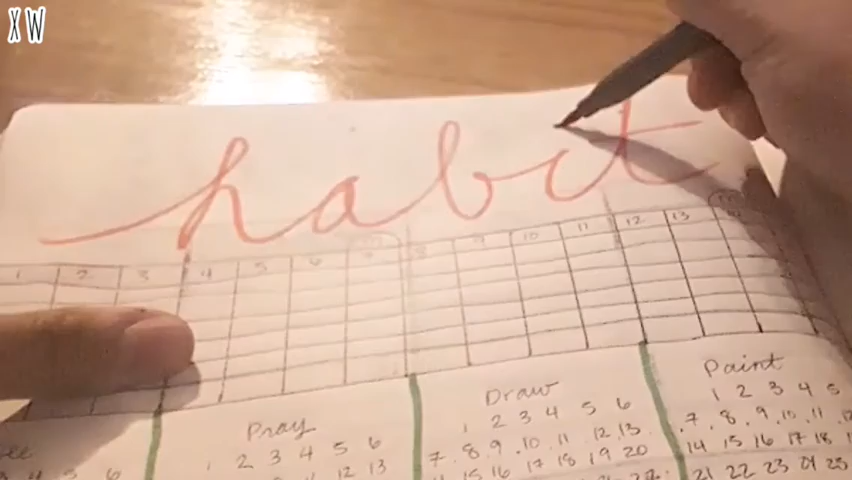 XW
habit
1 2 3 4 5 6 7 8 9 10 11 12 13
Pray Draw Paint
1 2 3 4 5 6 1 2 3 4 5 6 1 2 3 4 5
12 13 7 8 9 10 11 12 13 7 8 9 10 11
15 16 17 18 19 20 14 15 16 17 18
21 22 23 24 25